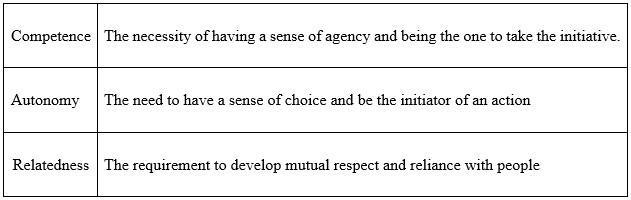 Competence The necessity of having a sense of agency and being the one to take the initiative.
Autonomy The need to have a sense of choice and be the initiator of an action
Relatedness The requirement to develop mutual respect and reliance with people